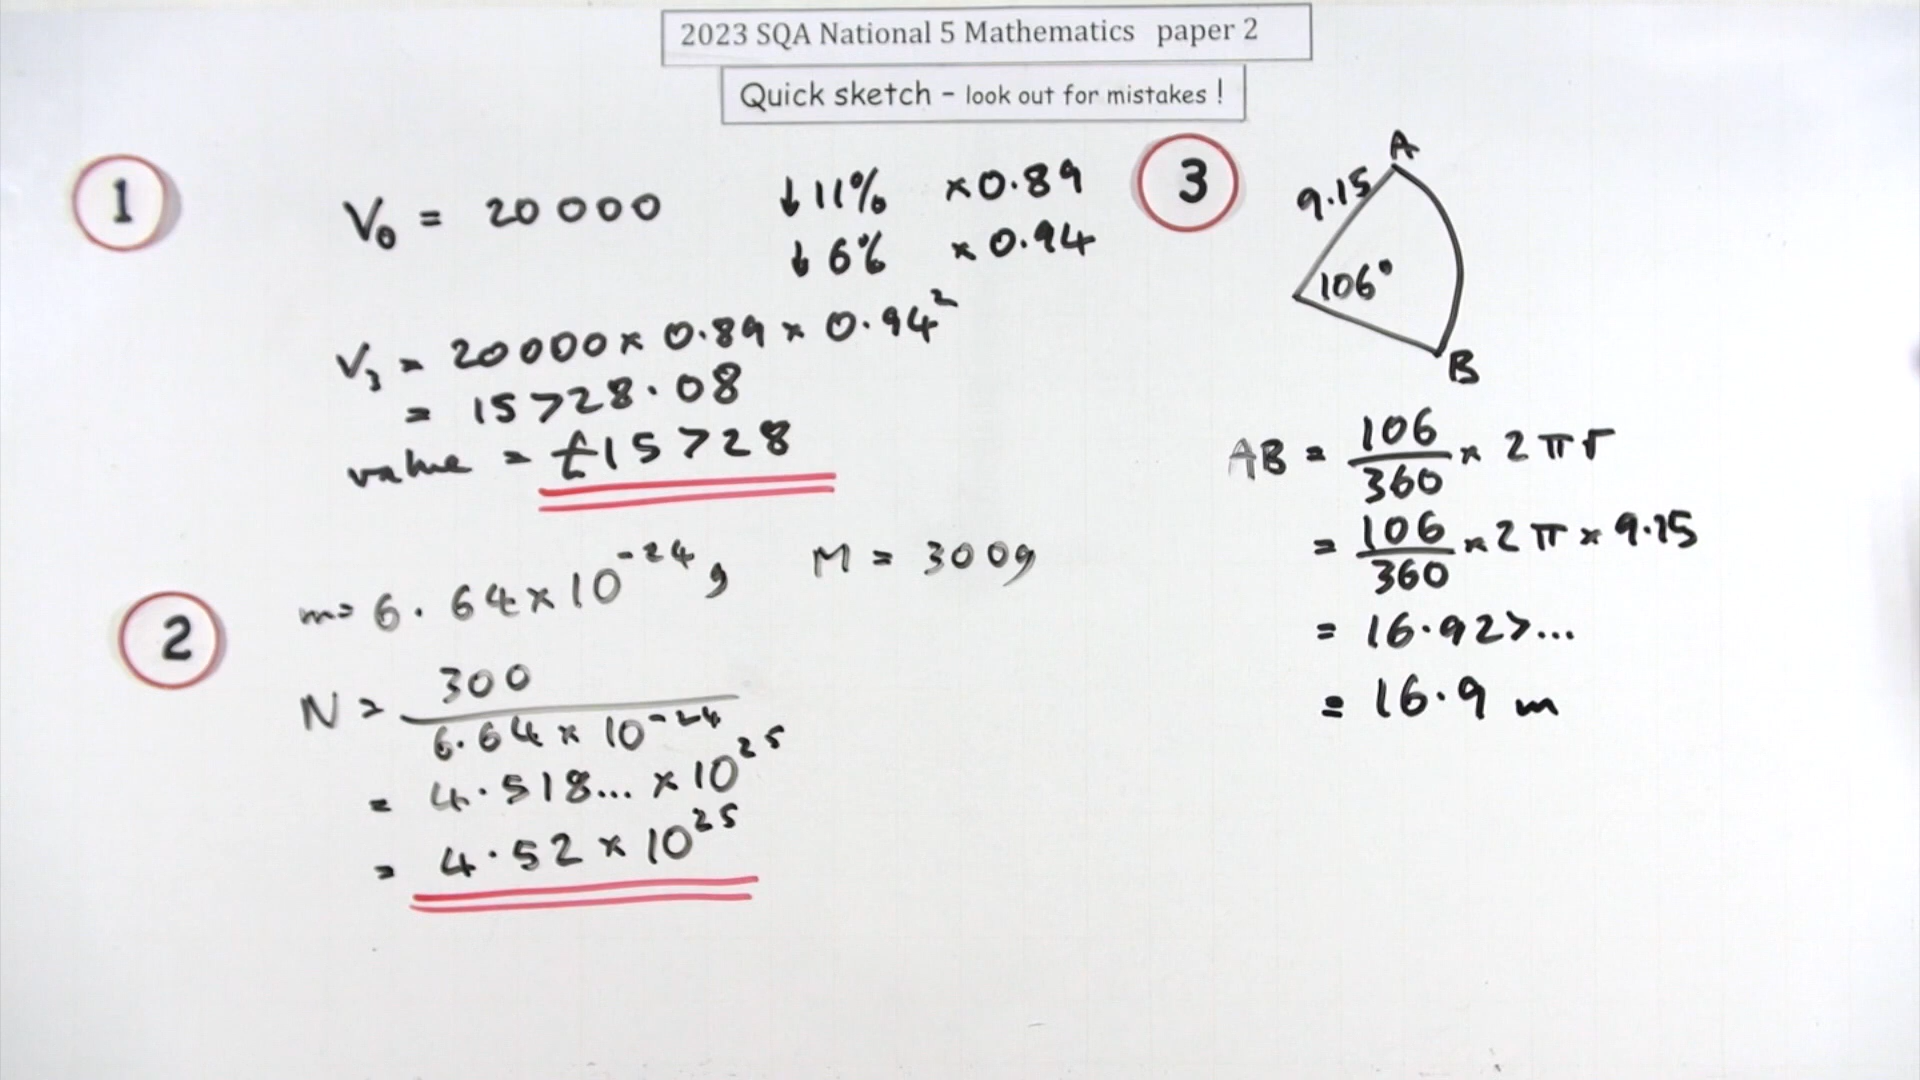 2023 SQA National 5 Mathematics paper 2
Quick sketch - look out for mistakes !
1
V₀ = 20 000
↓ 11% × 0.89
↓ 6% × 0.94
V₃ = 20000 × 0.89 × 0.94²
= 15728.08
value = £15728
2
m = 6.64 × 10⁻²⁴ g
M = 300g
N = 300 / 6.64 × 10⁻²⁴
= 4.518... × 10²⁵
= 4.52 × 10²⁵
3
A
9.15
106°
B
AB = 106/360 × 2πr
= 106/360 × 2π × 9.15
= 16.927...
= 16.9 m